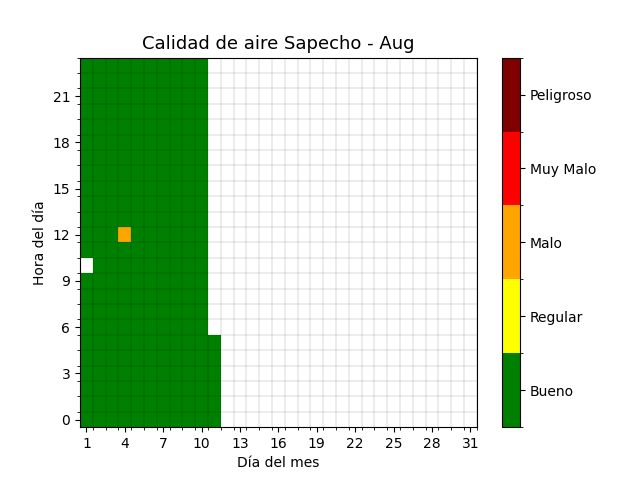 Calidad de aire Sapecho - Aug
Hora del día
21
18
15
12
9
6
3
0
1 4 7 10 13 16 19 22 25 28 31
Día del mes
Peligroso
Muy Malo
Malo
Regular
Bueno